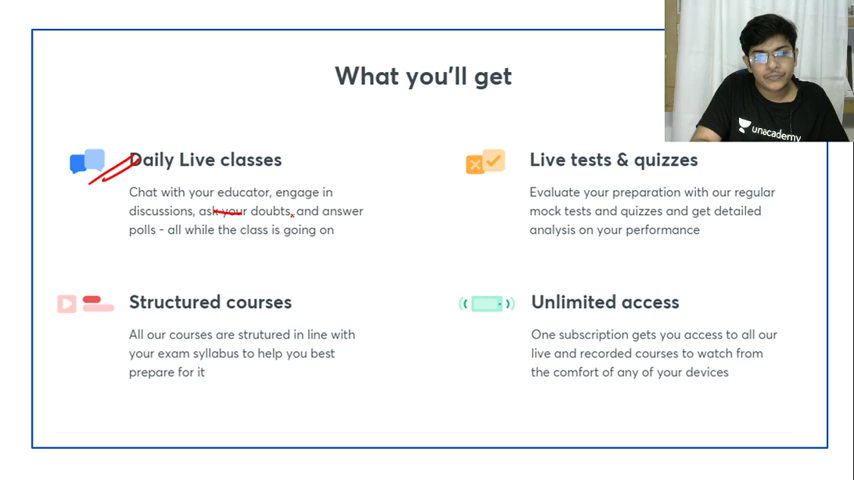 What you'll get
unacademy
Daily Live classes
Chat with your educator, engage in
discussions, ask your doubts, and answer
polls - all while the class is going on
Live tests & quizzes
Evaluate your preparation with our regular
mock tests and quizzes and get detailed
analysis on your performance
Structured courses
All our courses are strutured in line with
your exam syllabus to help you best
prepare for it
Unlimited access
One subscription gets you access to all our
live and recorded courses to watch from
the comfort of any of your devices